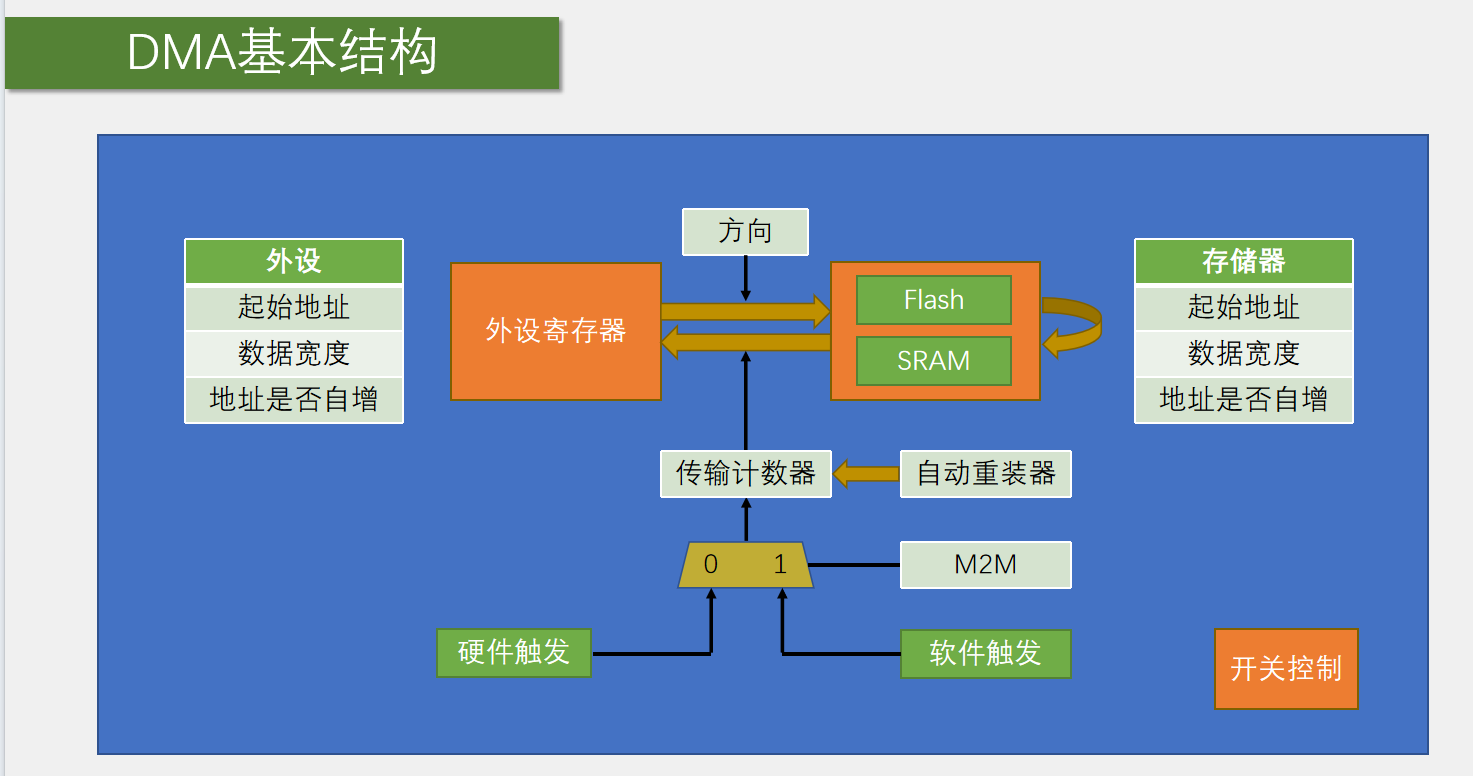 DMA基本结构
方向
外设
起始地址
数据宽度
地址是否自增
外设寄存器
Flash
SRAM
存储器
起始地址
数据宽度
地址是否自增
传输计数器
自动重装器
0 1
M2M
硬件触发
软件触发
开关控制